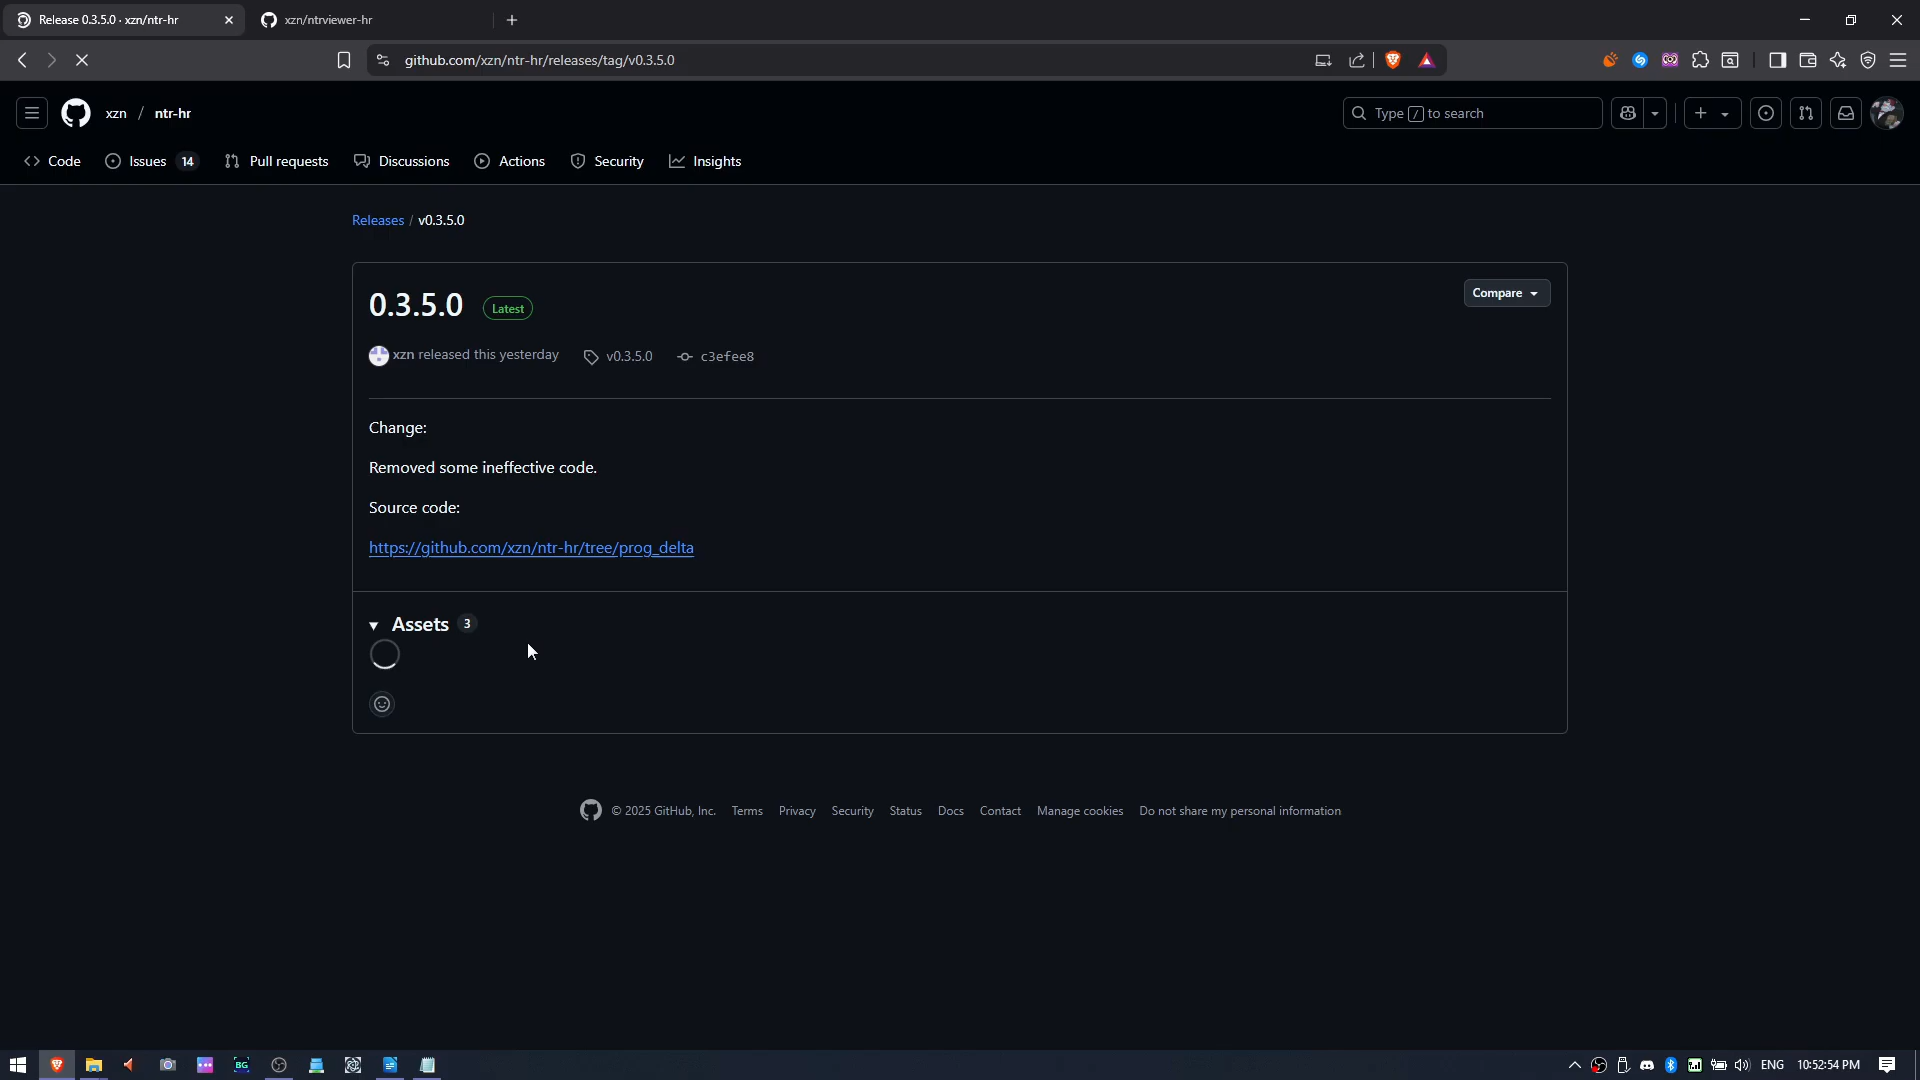 Release 0.3.5.0 · xzn/ntr-hr
xzn/ntrviewer-hr
github.com/xzn/ntr-hr/releases/tag/v0.3.5.0
xzn / ntr-hr
Type / to search
Code
Issues 14
Pull requests
Discussions
Actions
Security
Insights
Releases / v0.3.5.0
0.3.5.0 Latest
Compare
xzn released this yesterday v0.3.5.0 c3efee8
Change:
Removed some ineffective code.
Source code:
https://github.com/xzn/ntr-hr/tree/prog_delta
Assets 3
© 2025 GitHub, Inc. Terms Privacy Security Status Docs Contact Manage cookies Do not share my personal information
BG
ENG 10:52:54 PM